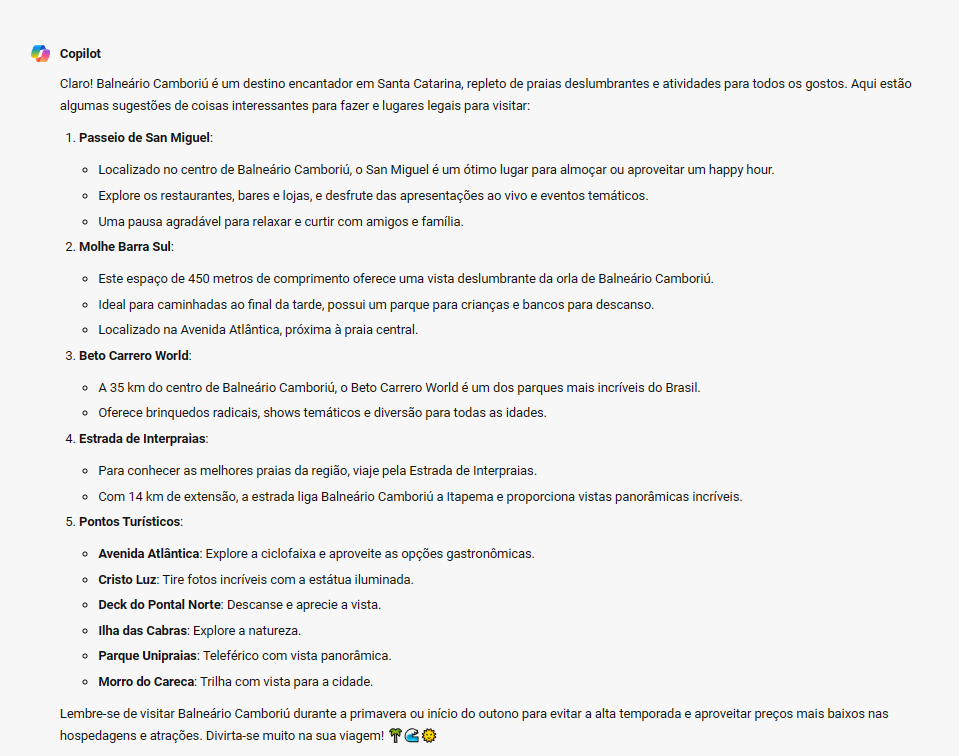 Copilot
Claro! Balneário Camboriú é um destino encantador em Santa Catarina, repleto de praias deslumbrantes e atividades para todos os gostos. Aqui estão
algumas sugestões de coisas interessantes para fazer e lugares legais para visitar:
1. Passeio de San Miguel:
Localizado no centro de Balneário Camboriú, o San Miguel é um ótimo lugar para almoçar ou aproveitar um happy hour.
Explore os restaurantes, bares e lojas, e desfrute das apresentações ao vivo e eventos temáticos.
Uma pausa agradável para relaxar e curtir com amigos e família.
2. Molhe Barra Sul:
Este espaço de 450 metros de comprimento oferece uma vista deslumbrante da orla de Balneário Camboriú.
Ideal para caminhadas ao final da tarde, possui um parque para crianças e bancos para descanso.
Localizado na Avenida Atlântica, próxima à praia central.
3. Beto Carrero World:
A 35 km do centro de Balneário Camboriú, o Beto Carrero World é um dos parques mais incríveis do Brasil.
Oferece brinquedos radicais, shows temáticos e diversão para todas as idades.
4. Estrada de Interpraias:
Para conhecer as melhores praias da região, viaje pela Estrada de Interpraias.
Com 14 km de extensão, a estrada liga Balneário Camboriú a Itapema e proporciona vistas panorâmicas incríveis.
5. Pontos Turísticos:
Avenida Atlântica: Explore a ciclofaixa e aproveite as opções gastronômicas.
Cristo Luz: Tire fotos incríveis com a estátua iluminada.
Deck do Pontal Norte: Descanse e aprecie a vista.
Ilha das Cabras: Explore a natureza.
Parque Unipraias: Teleférico com vista panorâmica.
Morro do Careca: Trilha com vista para a cidade.
Lembre-se de visitar Balneário Camboriú durante a primavera ou início do outono para evitar a alta temporada e aproveitar preços mais baixos nas
hospedagens e atrações. Divirta-se muito na sua viagem! 🌴🌊🌞